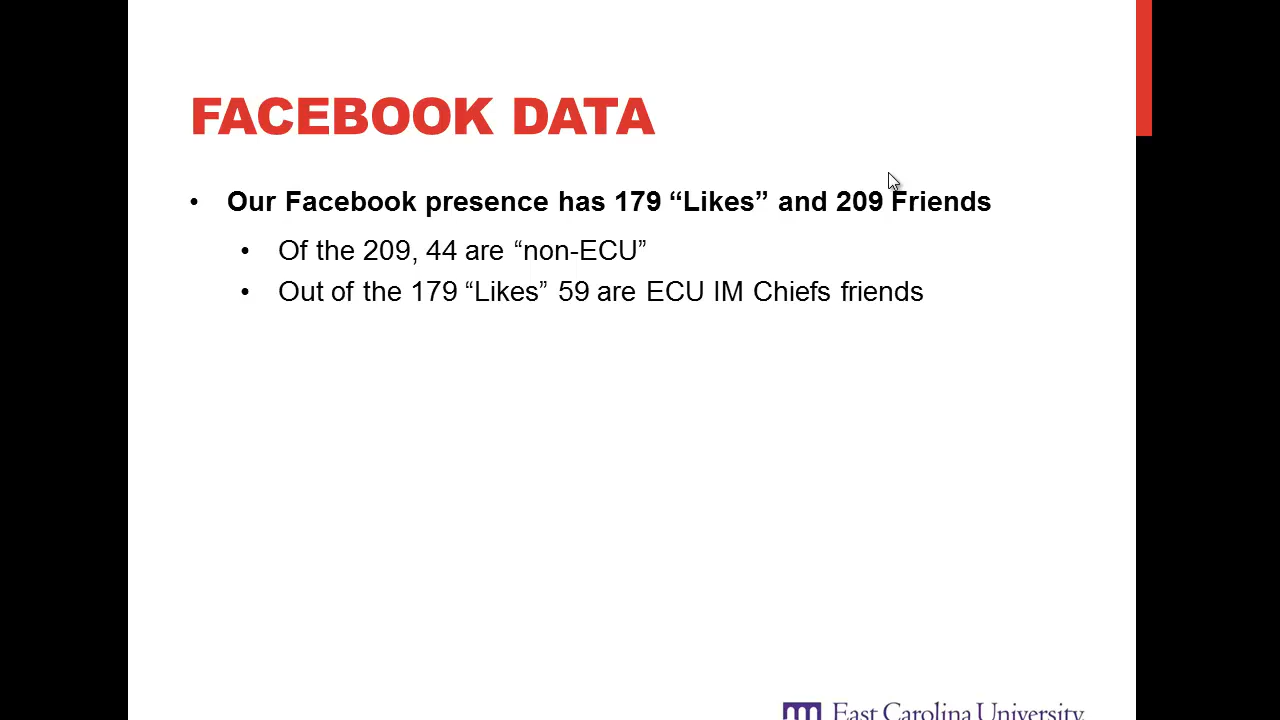 FACEBOOK DATA
• Our Facebook presence has 179 “Likes” and 209 Friends
• Of the 209, 44 are “non-ECU”
• Out of the 179 “Likes” 59 are ECU IM Chiefs friends
East Carolina University